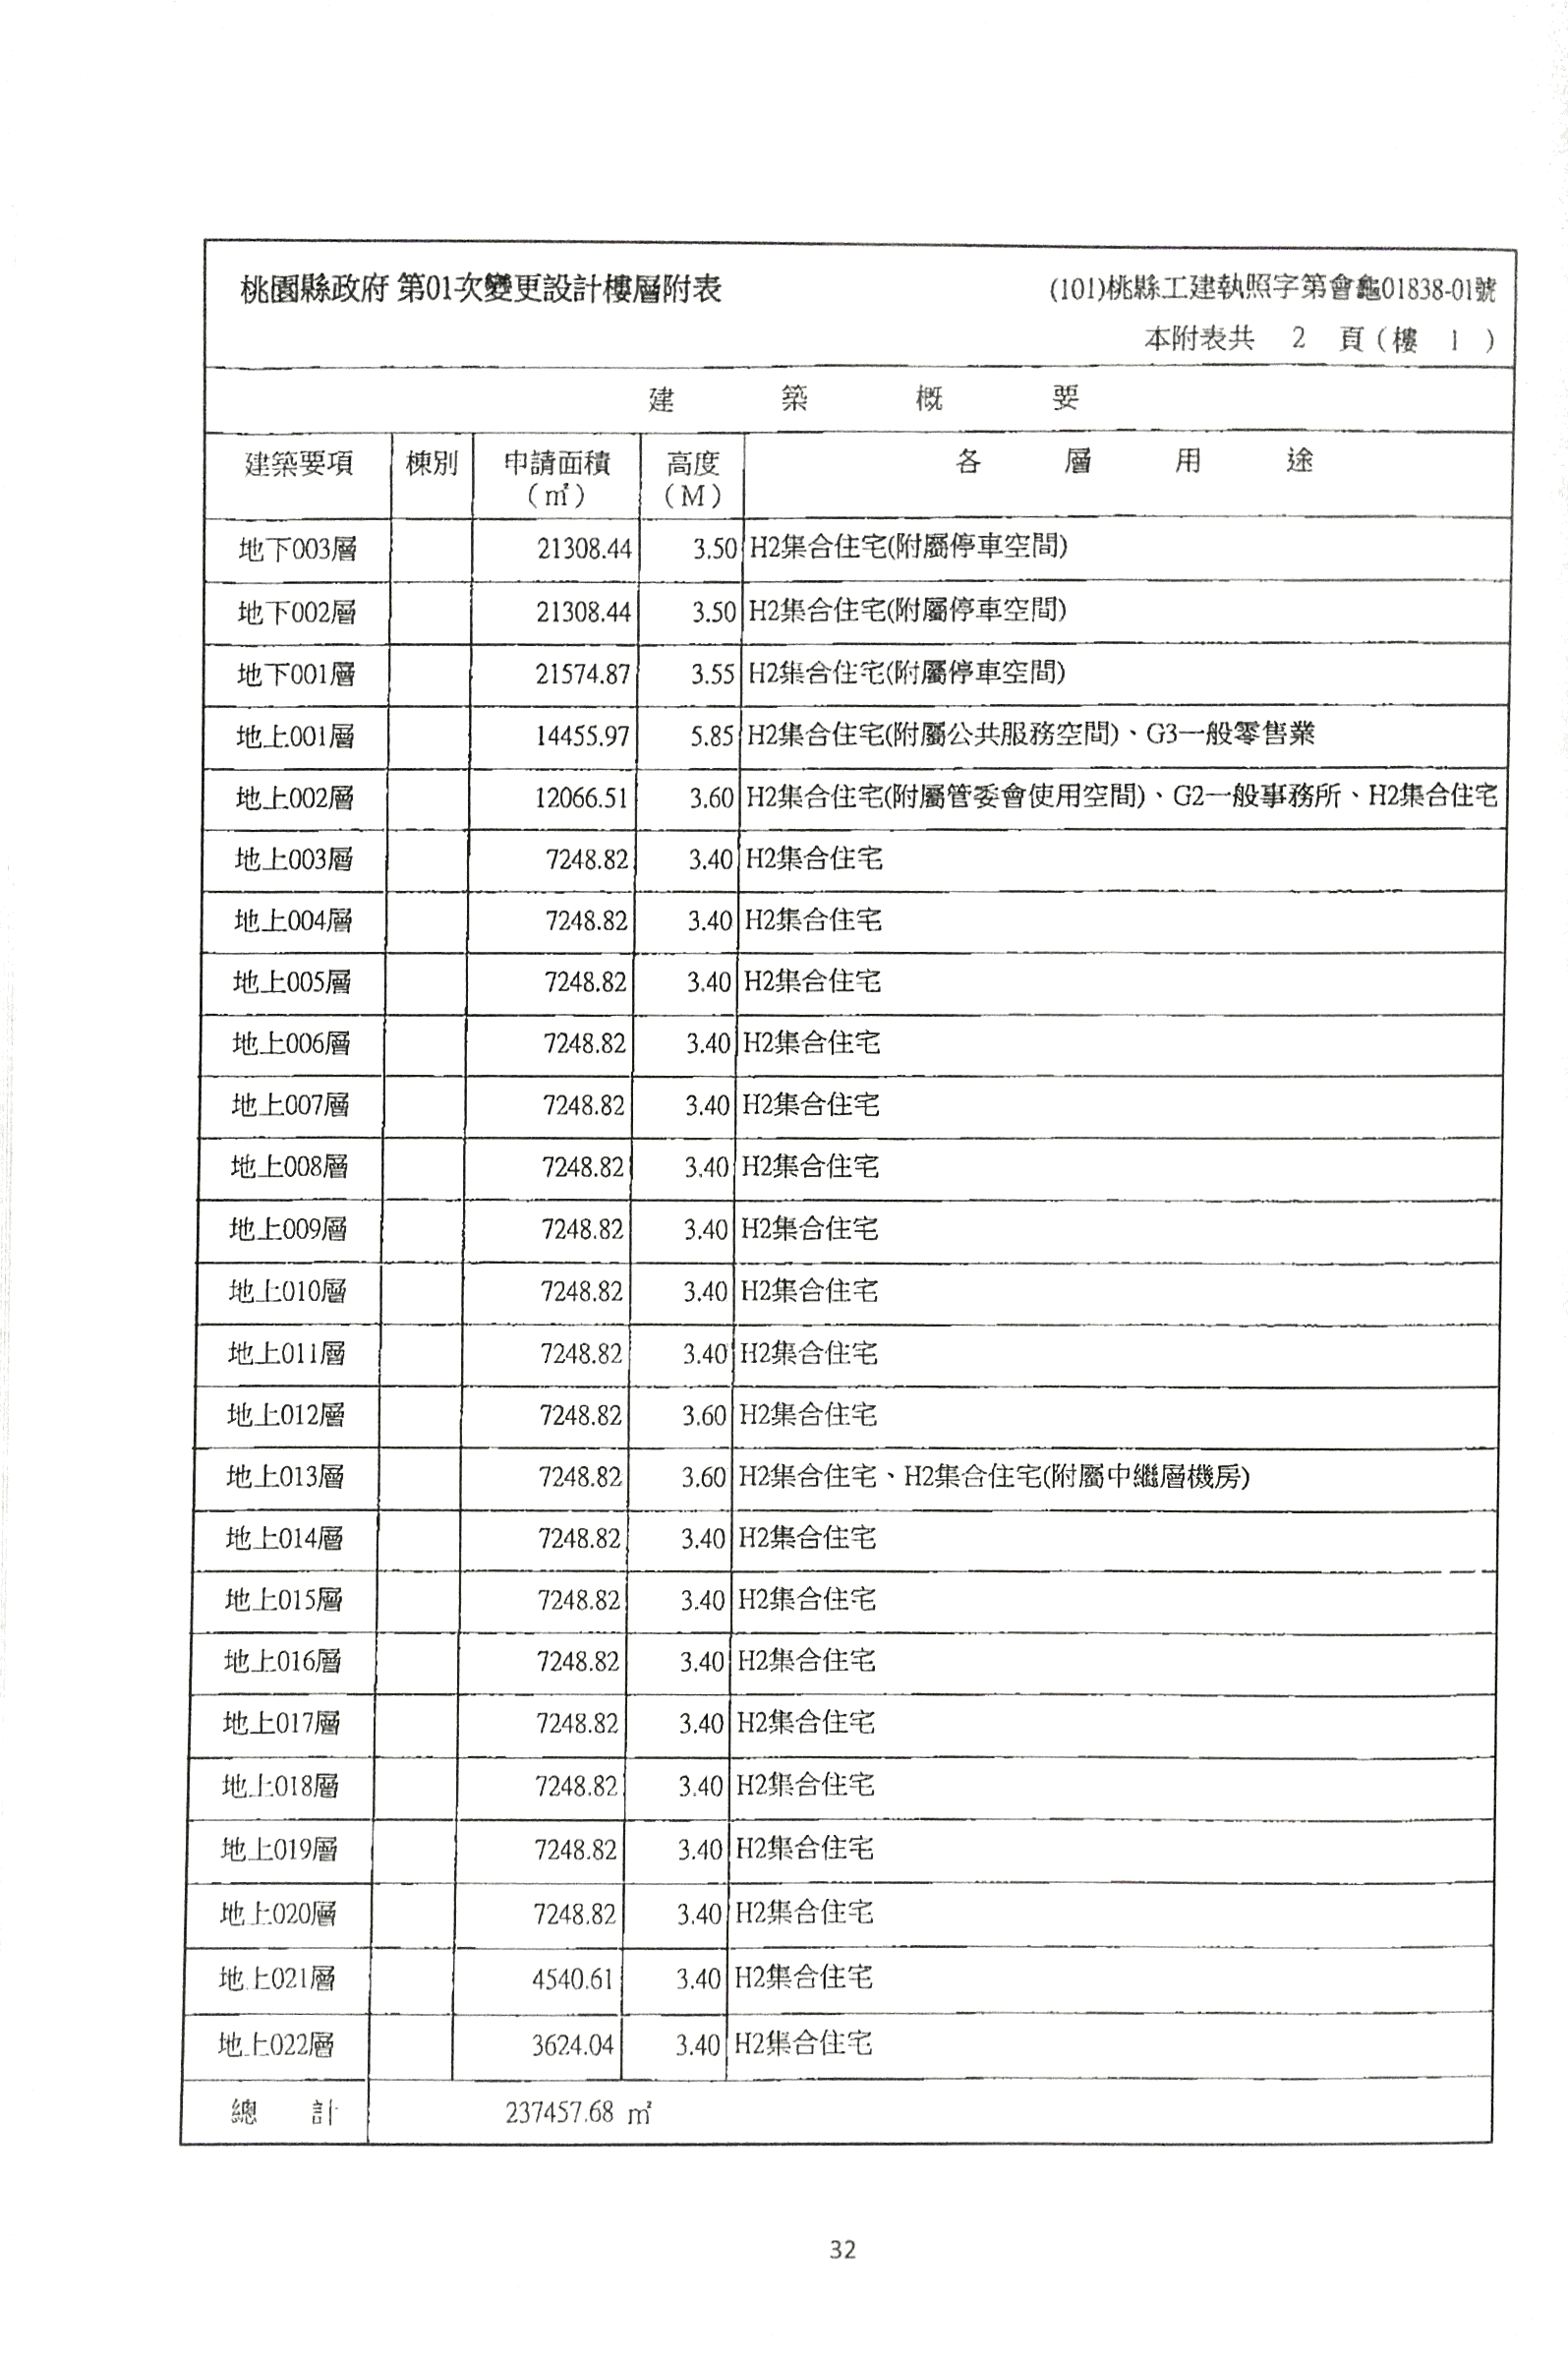 桃園縣政府 第01次變更設計樓層附表 (101)桃縣工建執照字第會龜01838-01號
本附表共 2 頁(樓 1 )
建 築 概 要
建築要項 棟別 申請面積 高度 各 層 用 途
(㎡) (M)
地下003層 21308.44 3.50 H2集合住宅(附屬停車空間)
地下002層 21308.44 3.50 H2集合住宅(附屬停車空間)
地下001層 21574.87 3.55 H2集合住宅(附屬停車空間)
地上001層 14455.97 5.85 H2集合住宅(附屬公共服務空間)、G3一般零售業
地上002層 12066.51 3.60 H2集合住宅(附屬管委會使用空間)、G2一般事務所、H2集合住宅
地上003層 7248.82 3.40 H2集合住宅
地上004層 7248.82 3.40 H2集合住宅
地上005層 7248.82 3.40 H2集合住宅
地上006層 7248.82 3.40 H2集合住宅
地上007層 7248.82 3.40 H2集合住宅
地上008層 7248.82 3.40 H2集合住宅
地上009層 7248.82 3.40 H2集合住宅
地上010層 7248.82 3.40 H2集合住宅
地上011層 7248.82 3.40 H2集合住宅
地上012層 7248.82 3.60 H2集合住宅
地上013層 7248.82 3.60 H2集合住宅、H2集合住宅(附屬中繼層機房)
地上014層 7248.82 3.40 H2集合住宅
地上015層 7248.82 3.40 H2集合住宅
地上016層 7248.82 3.40 H2集合住宅
地上017層 7248.82 3.40 H2集合住宅
地上018層 7248.82 3.40 H2集合住宅
地上019層 7248.82 3.40 H2集合住宅
地上020層 7248.82 3.40 H2集合住宅
地上021層 4540.61 3.40 H2集合住宅
地上022層 3624.04 3.40 H2集合住宅
總 計 237457.68 ㎡
32